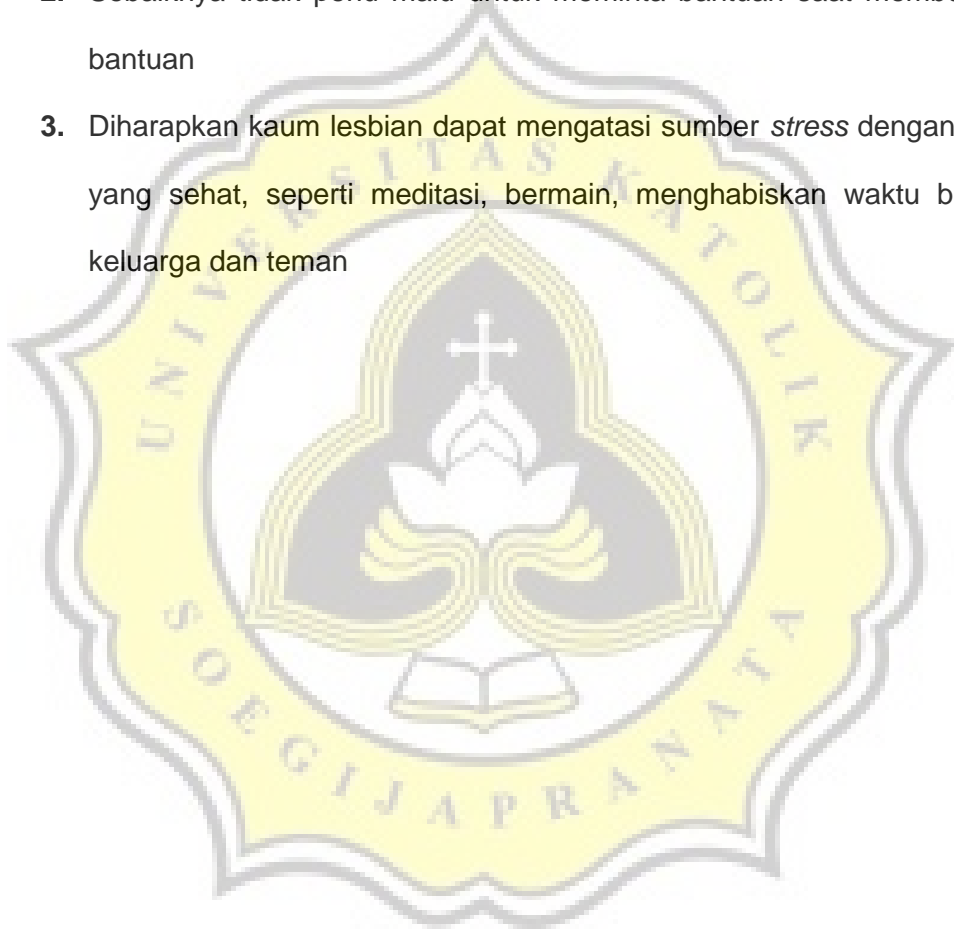 bantuan
3. Diharapkan kaum lesbian dapat mengatasi sumber stress dengan
yang sehat, seperti meditasi, bermain, menghabiskan waktu b
keluarga dan teman
UNIVERSITAS KATOLIK
SOEGIJAPRANATA